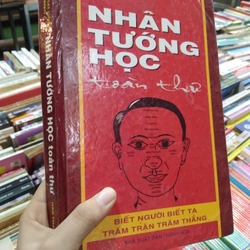 NHÂN
TƯỚNG
HỌC
toàn thư
BIẾT NGƯỜI BIẾT TA
TRĂM TRẬN TRĂM THẮNG
NHÂN TƯỚNG HỌC toàn thư